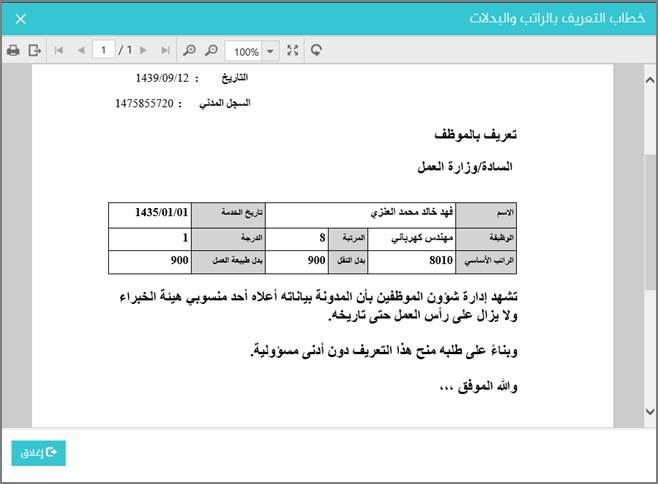 خطاب التعريف بالراتب والبدلات
1 / 1 100%
التاريخ : 1439/09/12
السجل المدني : 1475855720
تعريف بالموظف
السادة/وزارة العمل
الاسم فهد خالد محمد العنزي تاريخ الخدمة 1435/01/01
الوظيفة مهندس كهربائي المرتبة 8 الدرجة 1
الراتب الأساسي 8010 بدل النقل 900 بدل طبيعة العمل 900
تشهد إدارة شؤون الموظفين بأن المدونة بياناته أعلاه أحد منسوبي هيئة الخبراء
ولا يزال على رأس العمل حتى تاريخه.
وبناءً على طلبه منح هذا التعريف دون أدنى مسؤولية.
والله الموفق ،،،
إغلاق